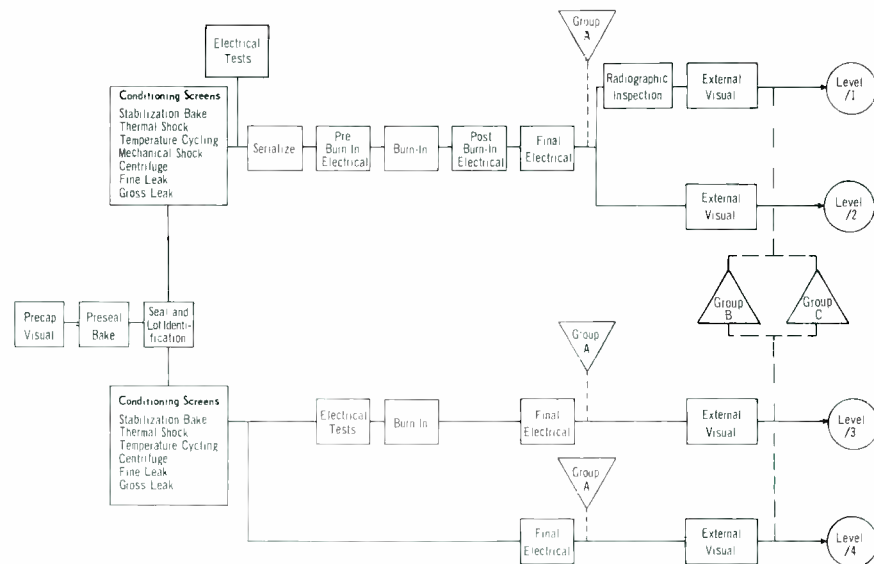 Group
A
Electrical
Tests
Conditioning Screens
Stabilization Bake
Thermal Shock
Temperature Cycling
Mechanical Shock
Centrifuge
Fine Leak
Gross Leak
Serialize
Pre
Burn In
Electrical
Burn-In
Post
Burn-In
Electrical
Final
Electrical
Radiographic
Inspection
External
Visual
Level
/1
External
Visual
Level
/2
Precap
Visual
Preseal
Bake
Seal and
Lot Identi-
fication
Group
B
Group
C
Group
A
Conditioning Screens
Stabilization Bake
Thermal Shock
Temperature Cycling
Centrifuge
Fine Leak
Gross Leak
Electrical
Tests
Burn In
Final
Electrical
External
Visual
Level
/3
Group
A
Final
Electrical
External
Visual
Level
/4